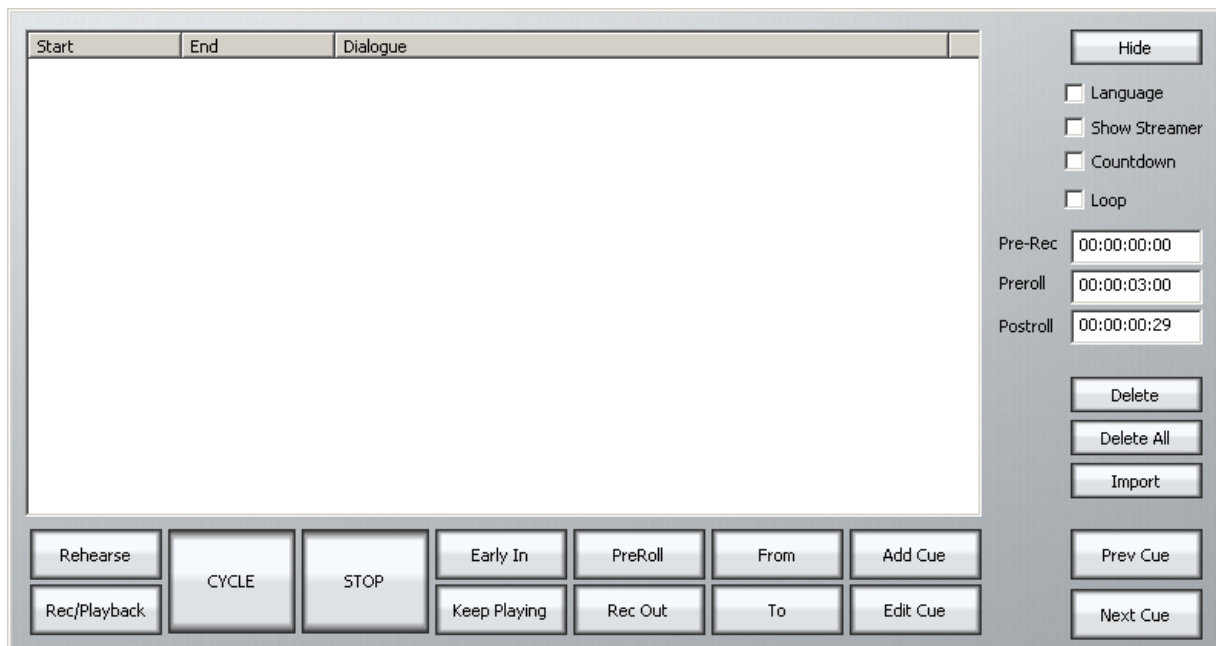 Start End Dialogue
Hide
Language
Show Streamer
Countdown
Loop
Pre-Rec 00:00:00:00
Preroll 00:00:03:00
Postroll 00:00:00:29
Delete
Delete All
Import
Rehearse CYCLE STOP Early In PreRoll From Add Cue Prev Cue
Rec/Playback Keep Playing Rec Out To Edit Cue Next Cue